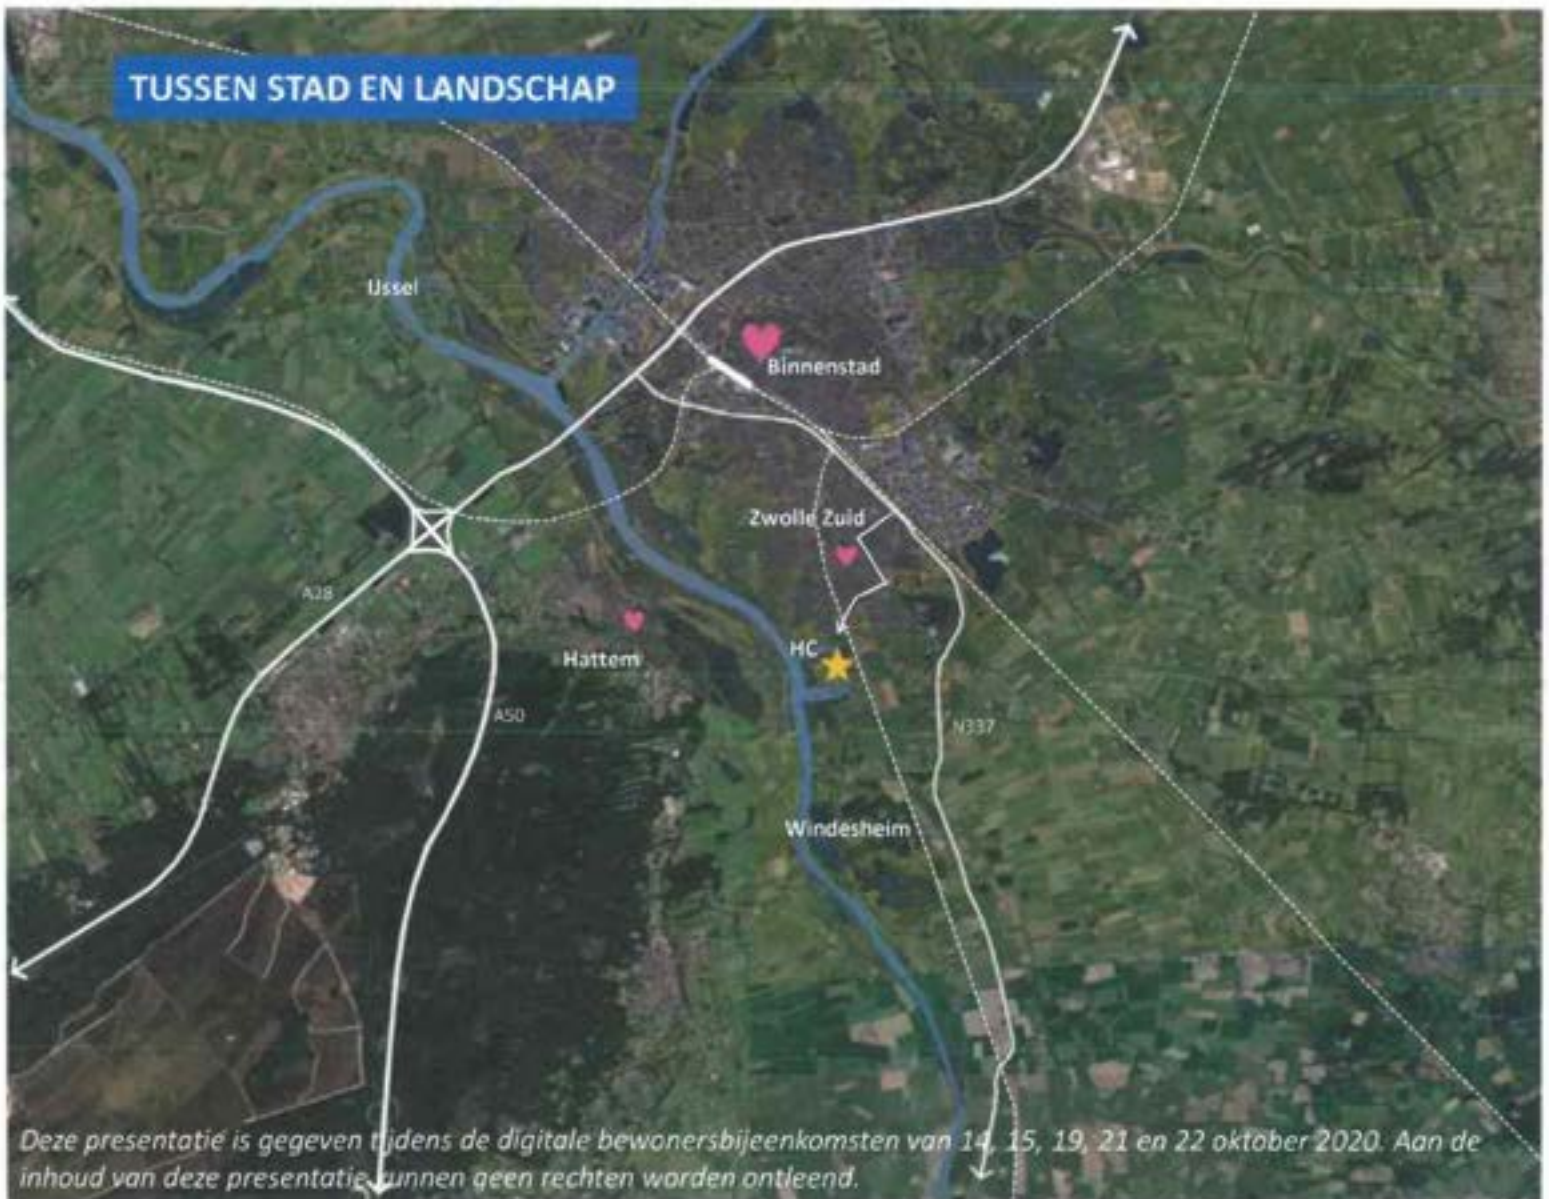 TUSSEN STAD EN LANDSCHAP
IJssel
Binnenstad
Zwolle Zuid
A28
Hattem
HC
A50
N337
Windesheim
Deze presentatie is gegeven tijdens de digitale bewonersbijeenkomsten van 14, 15, 19, 21 en 22 oktober 2020. Aan de
inhoud van deze presentatie kunnen geen rechten worden ontleend.